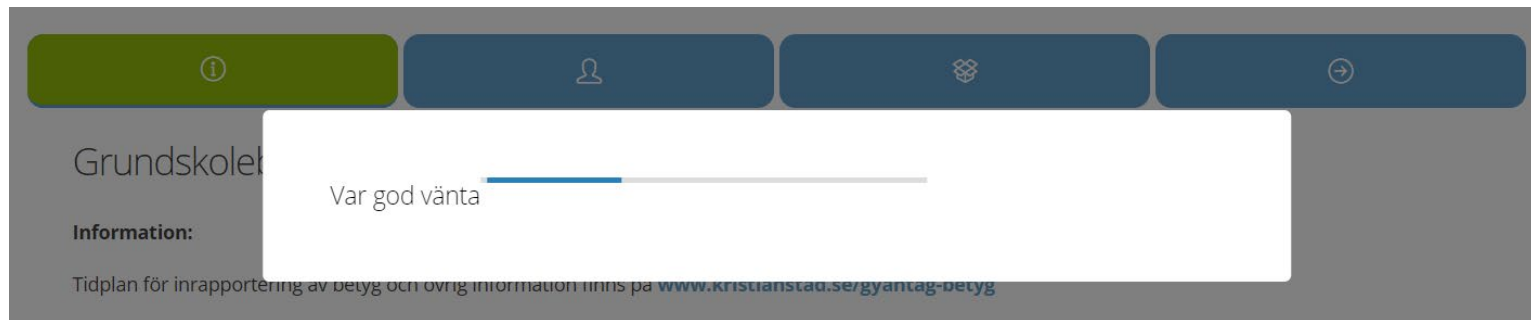 Grundskoleb
Var god vänta
Information:
Tidplan för inrapportering av betyg och övrig information finns på www.kristianstad.se/gyantag-betyg